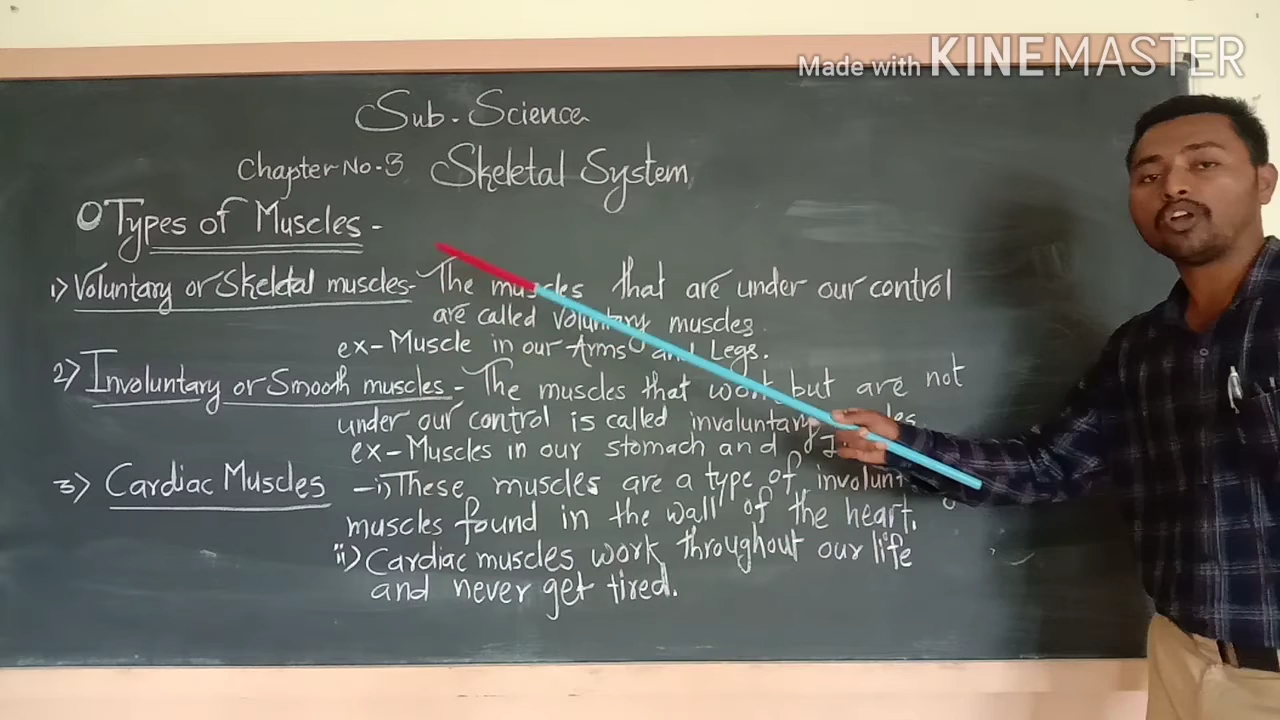 Made with KINEMASTER
Sub. Science
Chapter No-3 Skeletal System
Types of Muscles -
1) Voluntary or Skeletal muscles- The muscles that are under our control
are called Voluntary muscles.
ex- Muscle in our Arms and Legs.
2) Involuntary or Smooth muscles - The muscles that work but are not
under our control is called involuntary
ex- Muscles in our stomach and
3) Cardiac Muscles - i) These muscles are a type of
muscles found in the wall of the heart.
ii) Cardiac muscles work throughout our life
and never get tired.